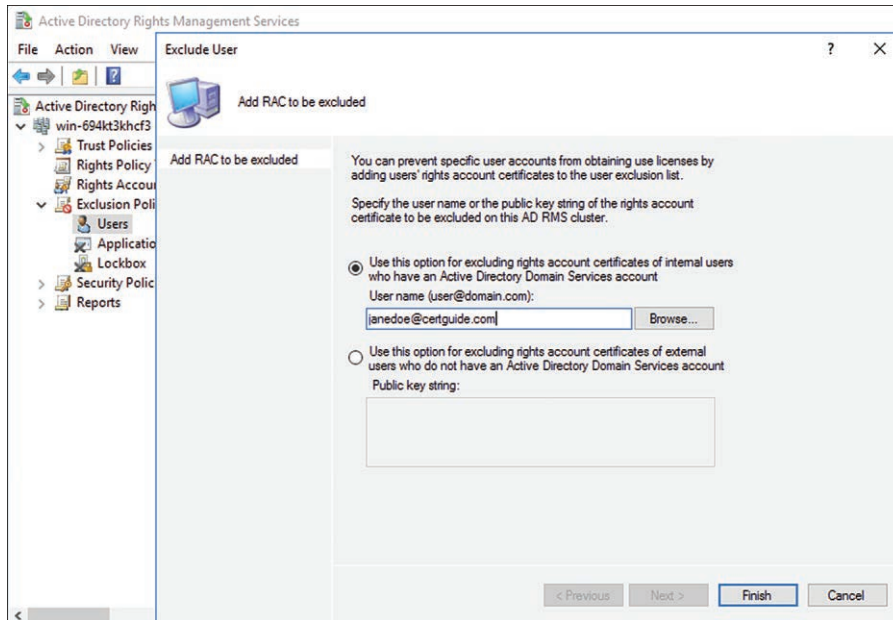 Active Directory Rights Management Services
File Action View
Exclude User
? X
Add RAC to be excluded
Active Directory Righ
win-694kt3khcf3
Trust Policies
Rights Policy
Rights Accou
Exclusion Poli
Users
Applicatio
Lockbox
Security Polic
Reports
Add RAC to be excluded
You can prevent specific user accounts from obtaining use licenses by
adding users' rights account certificates to the user exclusion list.
Specify the user name or the public key string of the rights account
certificate to be excluded on this AD RMS cluster.
Use this option for excluding rights account certificates of internal users
who have an Active Directory Domain Services account
User name (user@domain.com):
janedoe@certguide.com Browse...
Use this option for excluding rights account certificates of external
users who do not have an Active Directory Domain Services account
Public key string:
< Previous Next > Finish Cancel